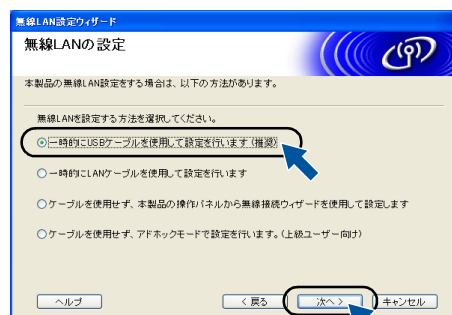 無線LAN設定ウィザード
無線LANの設定
本製品の無線LAN設定をする場合は、以下の方法があります。
無線LANを設定する方法を選択してください。
一時的にUSBケーブルを使用して設定を行います(推奨)
一時的にLANケーブルを使用して設定を行います
ケーブルを使用せず、本製品の操作パネルから無線接続ウィザードを使用して設定します
ケーブルを使用せず、アドホックモードで設定を行います。(上級ユーザー向け)
ヘルプ
< 戻る
次へ >
キャンセル